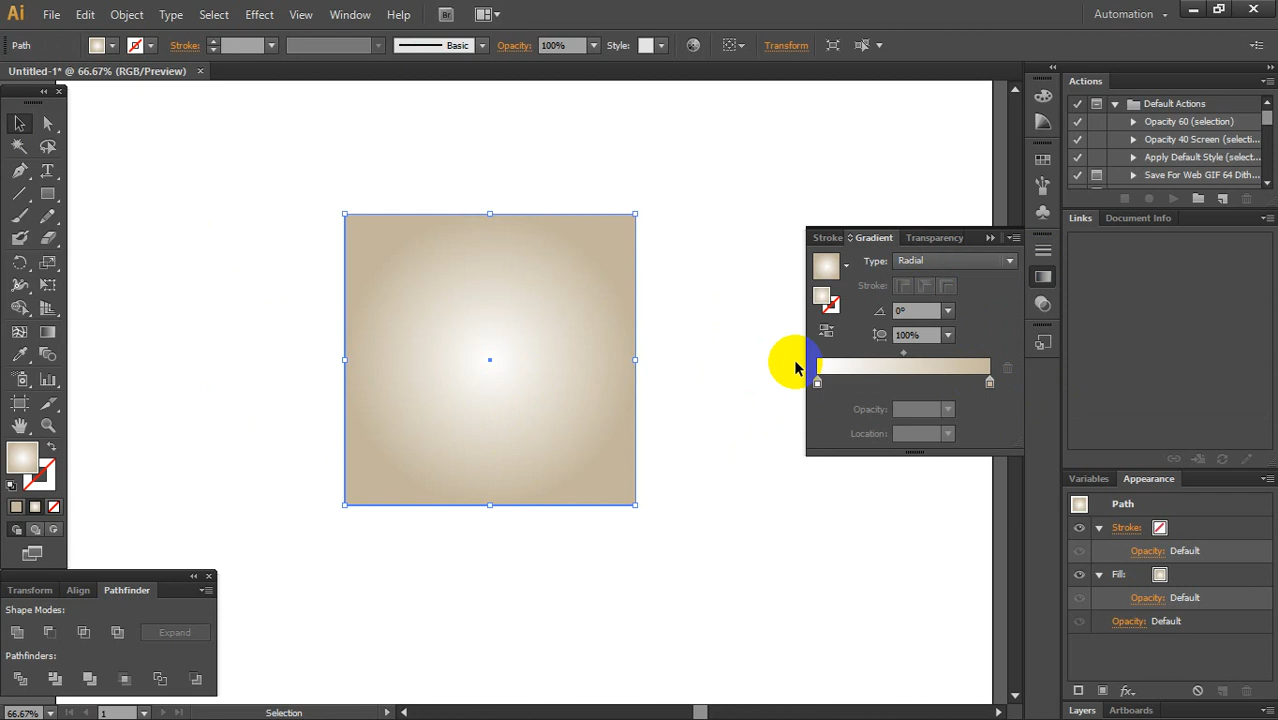 Ai File Edit Object Type Select Effect View Window Help Br Automation
Path Stroke: Basic Opacity: 100% Style: Transform
Untitled-1* @ 66.67% (RGB/Preview)
Actions
Default Actions
Opacity 60 (selection)
Opacity 40 Screen (selecti...
Apply Default Style (select...
Save For Web GIF 64 Dith...
Links Document Info
Stroke Gradient Transparency
Type: Radial
Stroke:
0°
100%
Opacity:
Location:
Variables Appearance
Path
Stroke:
Opacity: Default
Fill:
Opacity: Default
Opacity: Default
Transform Align Pathfinder
Shape Modes:
Expand
Pathfinders:
66.67% 1 Selection
Layers Artboards